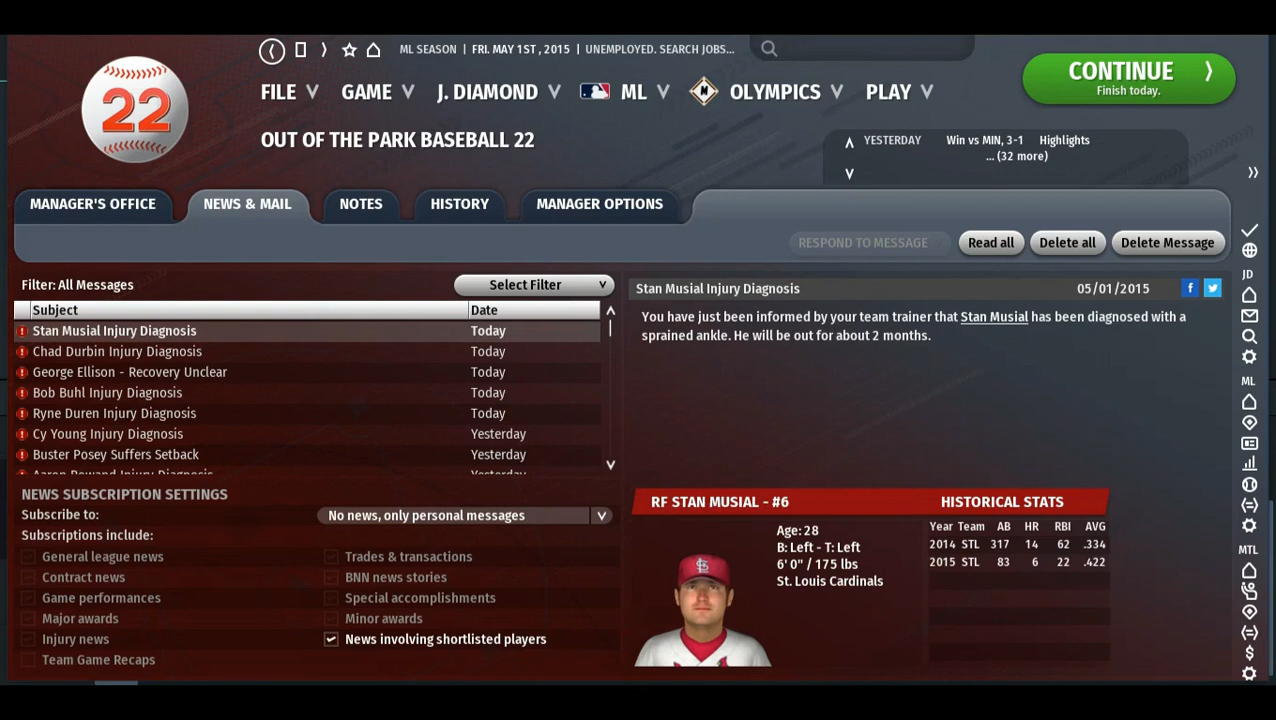 ML SEASON | FRI. MAY 1ST, 2015 | UNEMPLOYED. SEARCH JOBS...
22
FILE GAME J. DIAMOND ML OLYMPICS PLAY
CONTINUE
Finish today.
OUT OF THE PARK BASEBALL 22
YESTERDAY Win vs MIN, 3-1 Highlights
... (32 more)
MANAGER'S OFFICE NEWS & MAIL NOTES HISTORY MANAGER OPTIONS
RESPOND TO MESSAGE Read all Delete all Delete Message
Filter: All Messages Select Filter
Subject Date
Stan Musial Injury Diagnosis Today
Chad Durbin Injury Diagnosis Today
George Ellison - Recovery Unclear Today
Bob Buhl Injury Diagnosis Today
Ryne Duren Injury Diagnosis Today
Cy Young Injury Diagnosis Yesterday
Buster Posey Suffers Setback Yesterday
Aaron Rowand Injury Diagnosis Yesterday
Stan Musial Injury Diagnosis 05/01/2015
You have just been informed by your team trainer that Stan Musial has been diagnosed with a
sprained ankle. He will be out for about 2 months.
NEWS SUBSCRIPTION SETTINGS
Subscribe to: No news, only personal messages
Subscriptions include:
General league news Trades & transactions
Contract news BNN news stories
Game performances Special accomplishments
Major awards Minor awards
Injury news News involving shortlisted players
Team Game Recaps
RF STAN MUSIAL - #6 HISTORICAL STATS
Age: 28
B: Left - T: Left
6' 0" / 175 lbs
St. Louis Cardinals
Year Team AB HR RBI AVG
2014 STL 317 14 62 .334
2015 STL 83 6 22 .422
JD
ML
MTL